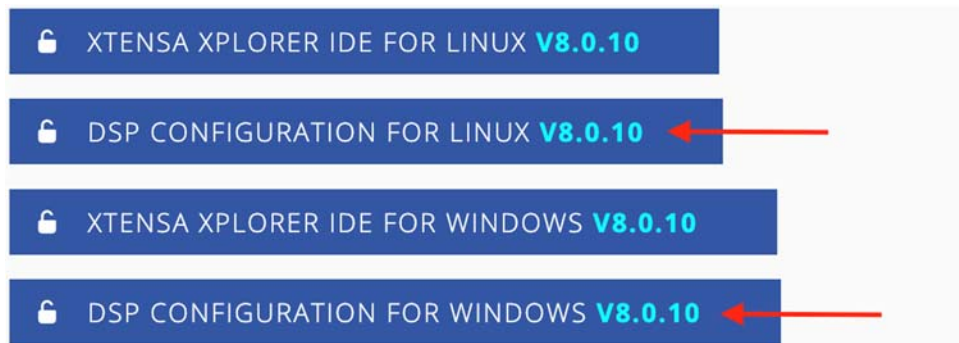 XTENSA XPLORER IDE FOR LINUX V8.0.10
DSP CONFIGURATION FOR LINUX V8.0.10
XTENSA XPLORER IDE FOR WINDOWS V8.0.10
DSP CONFIGURATION FOR WINDOWS V8.0.10